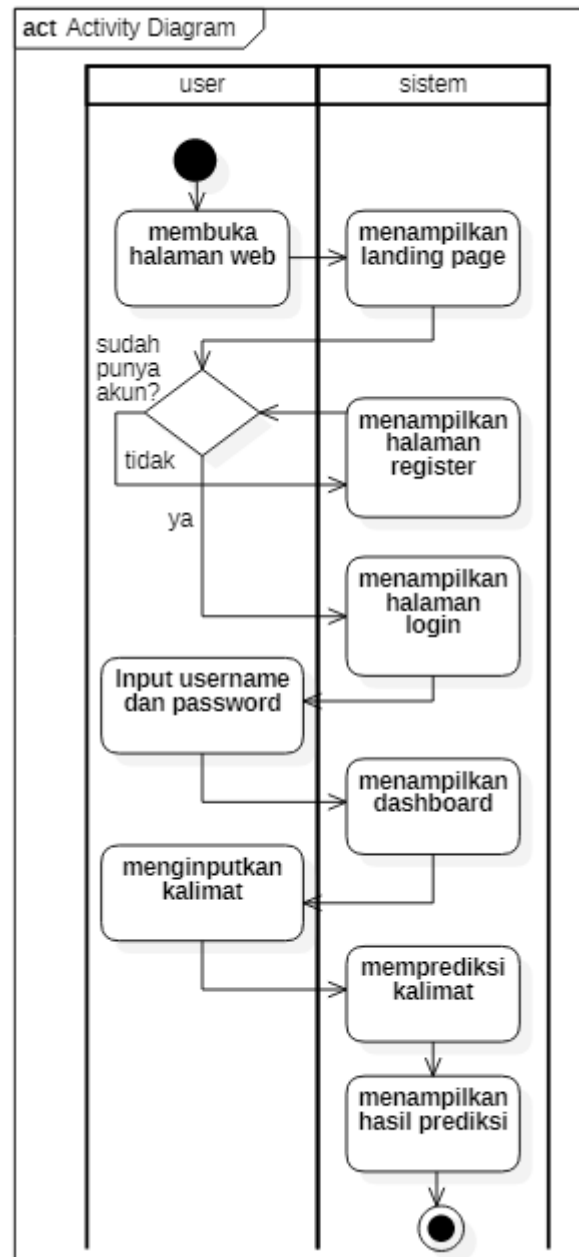 act Activity Diagram
user
sistem
membuka
halaman web
menampilkan
landing page
sudah
punya
akun?
menampilkan
halaman
register
tidak
ya
menampilkan
halaman
login
Input username
dan password
menampilkan
dashboard
menginputkan
kalimat
memprediksi
kalimat
menampilkan
hasil prediksi